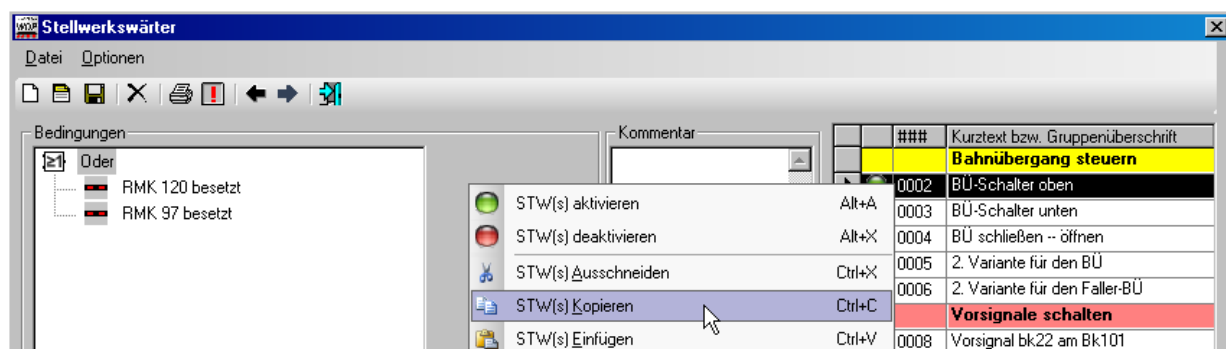 Stellwerkswärter
Datei Optionen
Bedingungen
≥1 Oder
RMK 120 besetzt
RMK 97 besetzt
Kommentar
STW(s) aktivieren Alt+A
STW(s) deaktivieren Alt+X
STW(s) Ausschneiden Ctrl+X
STW(s) Kopieren Ctrl+C
STW(s) Einfügen Ctrl+V
### Kurztext bzw. Gruppenüberschrift
Bahnübergang steuern
0002 BÜ-Schalter oben
0003 BÜ-Schalter unten
0004 BÜ schließen -- öffnen
0005 2. Variante für den BÜ
0006 2. Variante für den Faller-BÜ
Vorsignale schalten
0008 Vorsignal bk22 am Bk101